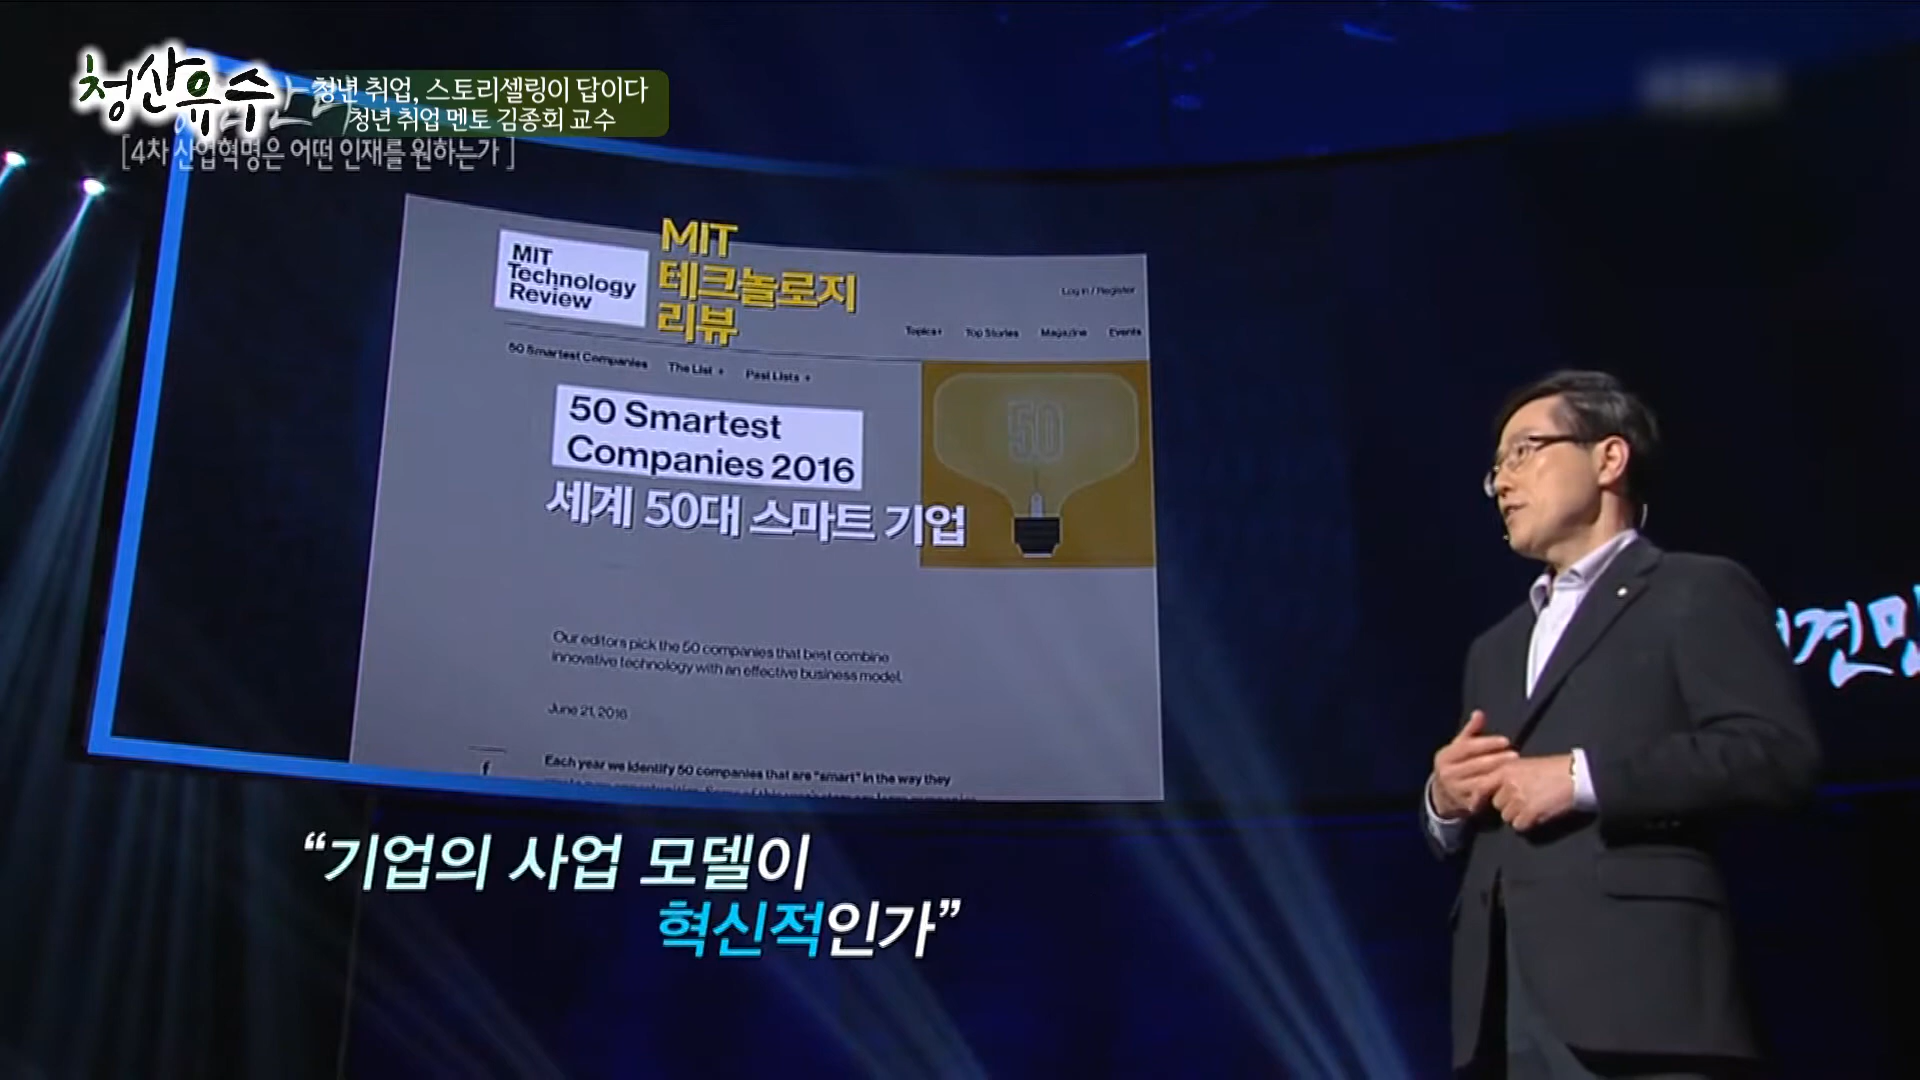 청산유수
청년 취업, 스토리셀링이 답이다
청년 취업 멘토 김종회 교수
[4차 산업혁명은 어떤 인재를 원하는가 ]
MIT
Technology
Review
MIT
테크놀로지
리뷰
Log in / Register
Topics+ Top Stories Magazine Events
50 Smartest Companies The List + Past Lists +
50 Smartest
Companies 2016
50
세계 50대 스마트 기업
Our editors pick the 50 companies that best combine
innovative technology with an effective business model.
June 21, 2016
f
Each year we identify 50 companies that are "smart" in the way they
“기업의 사업 모델이
혁신적인가”